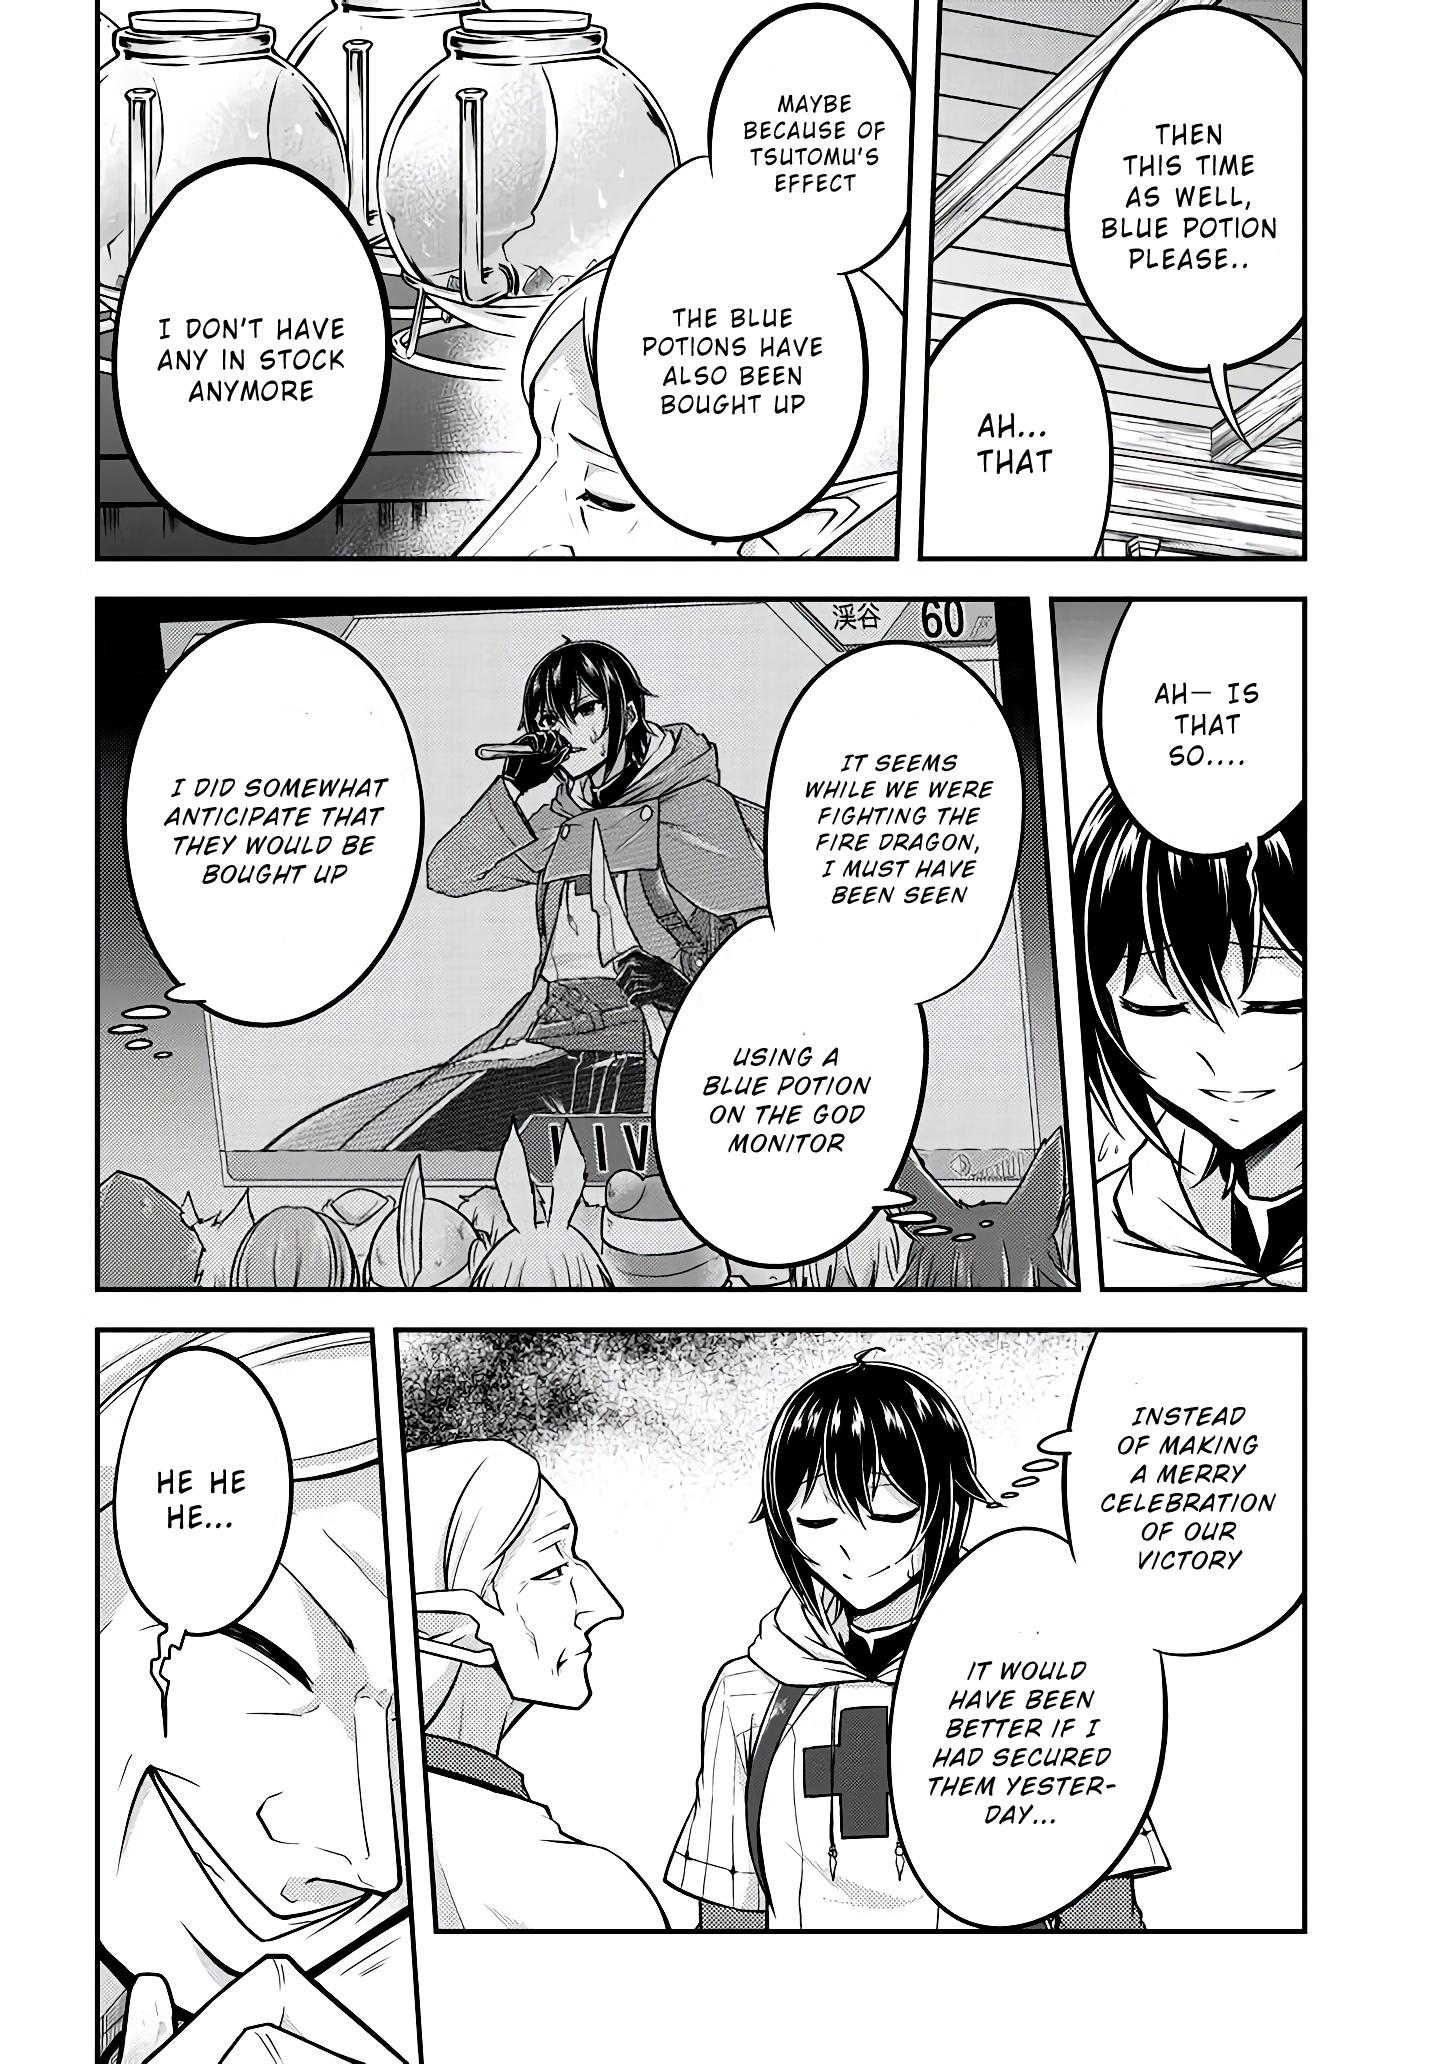 THEN
THIS TIME
AS WELL,
BLUE POTION
PLEASE..
AH...
THAT
MAYBE
BECAUSE OF
TSUTOMU'S
EFFECT
THE BLUE
POTIONS HAVE
ALSO BEEN
BOUGHT UP
I DON'T HAVE
ANY IN STOCK
ANYMORE
AH— IS
THAT
SO....
渓谷 60
IT SEEMS
WHILE WE WERE
FIGHTING THE
FIRE DRAGON,
I MUST HAVE
BEEN SEEN
USING A
BLUE POTION
ON THE GOD
MONITOR
I DID SOMEWHAT
ANTICIPATE THAT
THEY WOULD BE
BOUGHT UP
INSTEAD
OF MAKING
A MERRY
CELEBRATION
OF OUR
VICTORY
IT WOULD
HAVE BEEN
BETTER IF I
HAD SECURED
THEM YESTER-
DAY...
HE HE
HE...